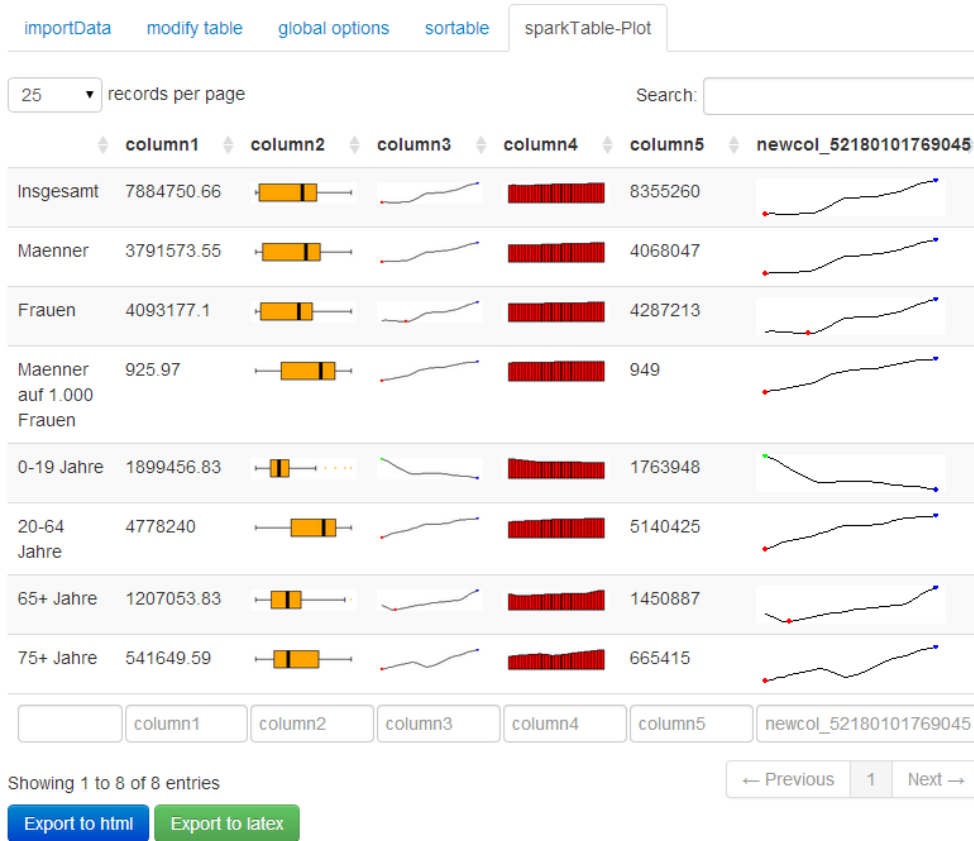 importData modify table global options sortable sparkTable-Plot
25 records per page Search:
column1 column2 column3 column4 column5 newcol_52180101769045
Insgesamt 7884750.66 8355260
Maenner 3791573.55 4068047
Frauen 4093177.1 4287213
Maenner 925.97 949
auf 1.000
Frauen
0-19 Jahre 1899456.83 1763948
20-64 4778240 5140425
Jahre
65+ Jahre 1207053.83 1450887
75+ Jahre 541649.59 665415
column1 column2 column3 column4 column5 newcol_52180101769045
Showing 1 to 8 of 8 entries ← Previous 1 Next →
Export to html Export to latex